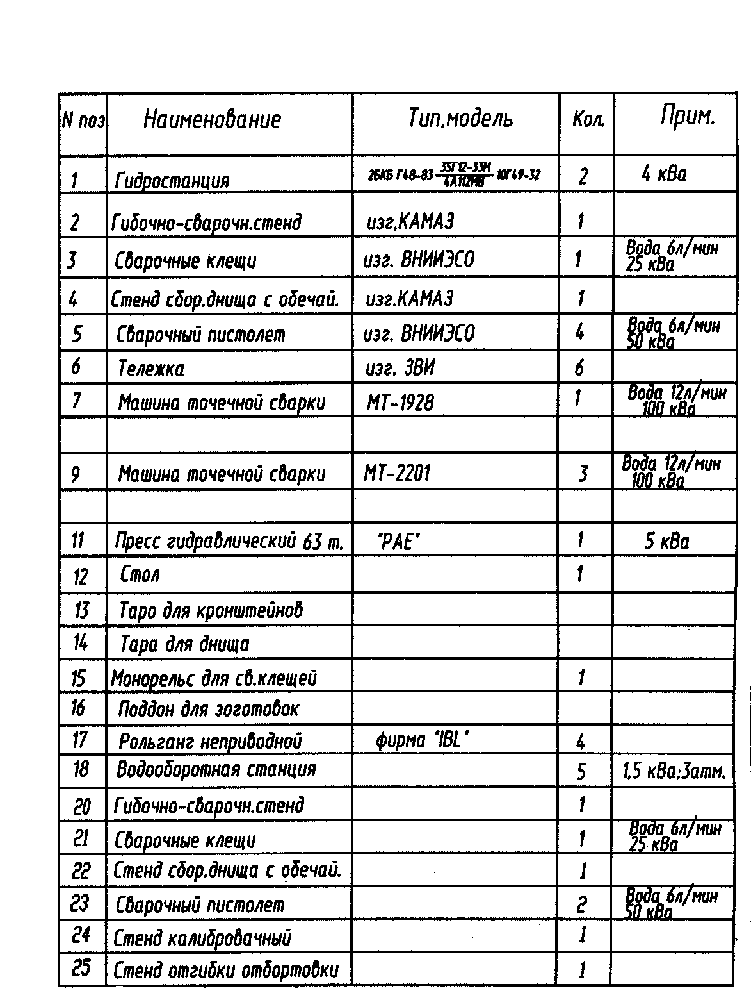 N поз Наименование Тип,модель Кол. Прим.
1 Гидростанция 2БКБ Г48-83 35Г12-33М/4А112МВ 10Г49-32 2 4 кВа
2 Гибочно-сварочн.стенд изг.КАМАЗ 1
3 Сварочные клещи изг. ВНИИЭСО 1 Вода 6л/мин
25 кВа
4 Стенд сбор.днища с обечай. изг.КАМАЗ 1
5 Сварочный пистолет изг. ВНИИЭСО 4 Вода 6л/мин
50 кВа
6 Тележка изг. ЗВИ 6
7 Машина точечной сварки МТ-1928 1 Вода 12л/мин
100 кВа
9 Машина точечной сварки МТ-2201 3 Вода 12л/мин
100 кВа
11 Пресс гидравлический 63 т. "РАЕ" 1 5 кВа
12 Стол 1
13 Таро для кронштейнов
14 Тара для днища
15 Монорельс для св.клещей 1
16 Поддон для зоготовок
17 Рольганг неприводной фирма "IBL" 4
18 Водооборотная станция 5 1,5 кВа;3атм.
20 Гибочно-сварочн.стенд 1
21 Сварочные клещи 1 Вода 6л/мин
25 кВа
22 Стенд сбор.днища с обечай. 1
23 Сварочный пистолет 2 Вода 6л/мин
50 кВа
24 Стенд калибровачный 1
25 Стенд отгибки отбортовки 1